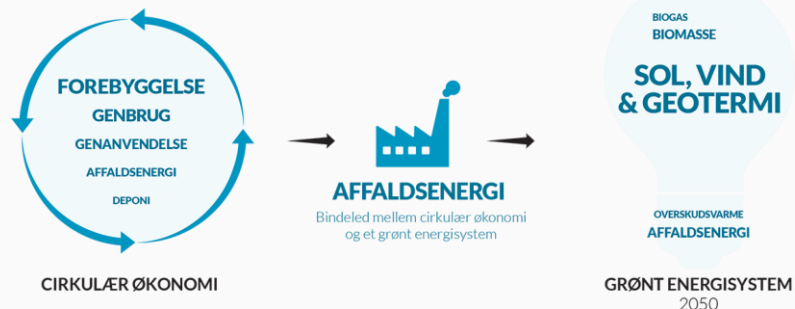 FOREBYGGELSE
GENBRUG
GENANVENDELSE
AFFALDSENERGI
DEPONI
CIRKULÆR ØKONOMI
AFFALDSENERGI
Bindeled mellem cirkulær økonomi
og et grønt energisystem
BIOGAS
BIOMASSE
SOL, VIND
& GEOTERMI
OVERSKUDSVARME
AFFALDSENERGI
GRØNT ENERGISYSTEM
2050